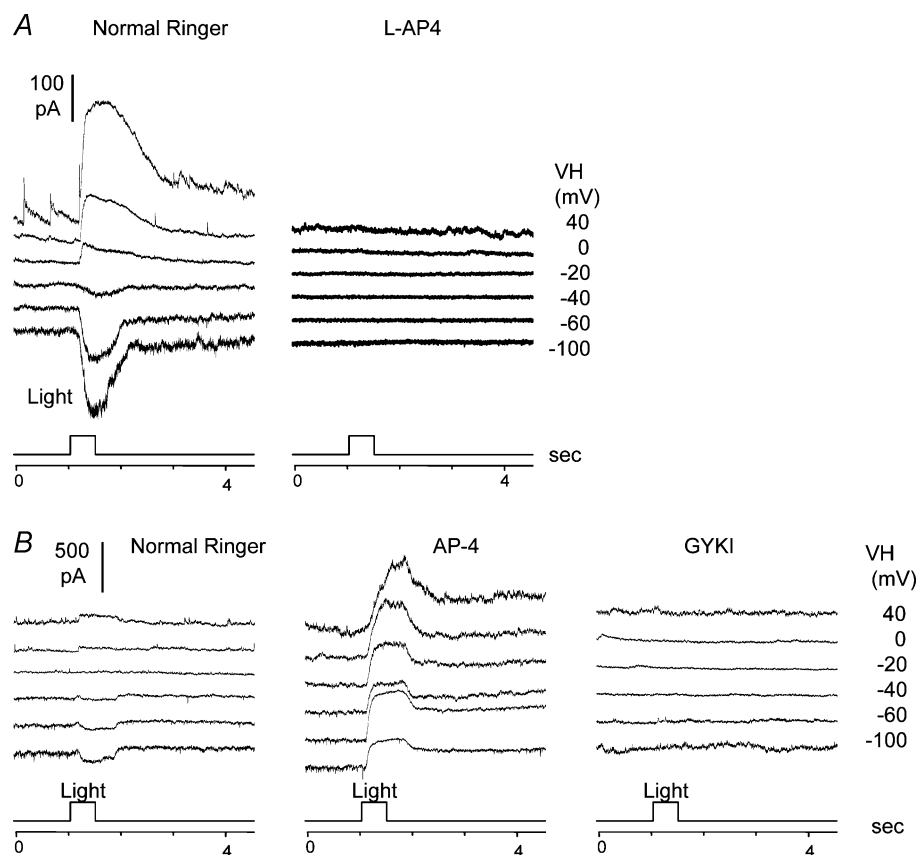 A Normal Ringer L-AP4
100
pA
VH
(mV)
40
0
-20
-40
-60
-100
Light
sec
0 4 0 4
B Normal Ringer AP-4 GYKI
500
pA
VH
(mV)
40
0
-20
-40
-60
-100
Light Light Light
sec
0 4 0 4 0 4